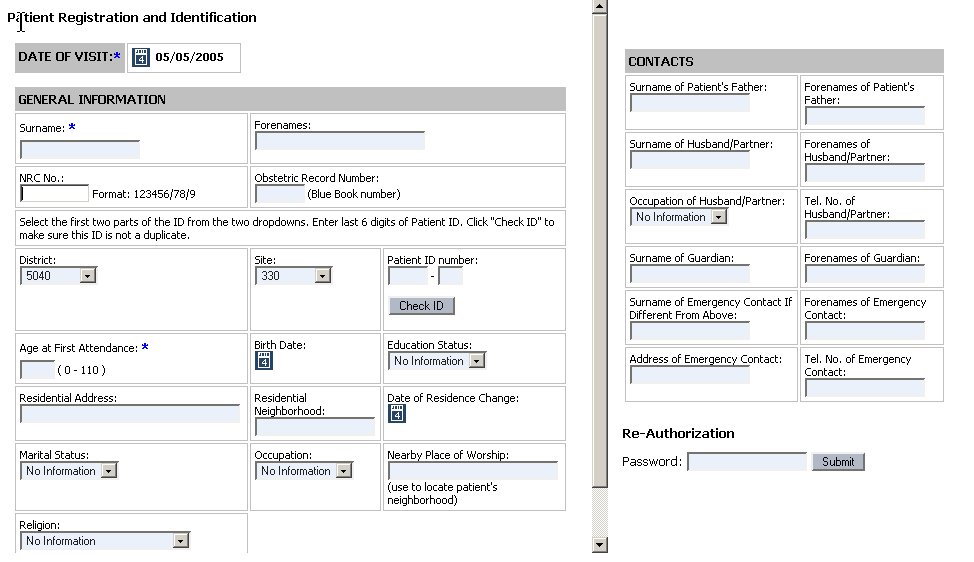 Patient Registration and Identification
DATE OF VISIT:* 05/05/2005
GENERAL INFORMATION
Surname: *
Forenames:
NRC No.:
Format: 123456/78/9
Obstetric Record Number:
(Blue Book number)
Select the first two parts of the ID from the two dropdowns. Enter last 6 digits of Patient ID. Click "Check ID" to
make sure this ID is not a duplicate.
District:
5040
Site:
330
Patient ID number:
-
Check ID
Age at First Attendance: *
( 0 - 110 )
Birth Date:
Education Status:
No Information
Residential Address:
Residential
Neighborhood:
Date of Residence Change:
Marital Status:
No Information
Occupation:
No Information
Nearby Place of Worship:
(use to locate patient's
neighborhood)
Religion:
No Information
CONTACTS
Surname of Patient's Father:
Forenames of Patient's
Father:
Surname of Husband/Partner:
Forenames of
Husband/Partner:
Occupation of Husband/Partner:
No Information
Tel. No. of
Husband/Partner:
Surname of Guardian:
Forenames of Guardian:
Surname of Emergency Contact If
Different From Above:
Forenames of Emergency
Contact:
Address of Emergency Contact:
Tel. No. of Emergency
Contact:
Re-Authorization
Password:
Submit